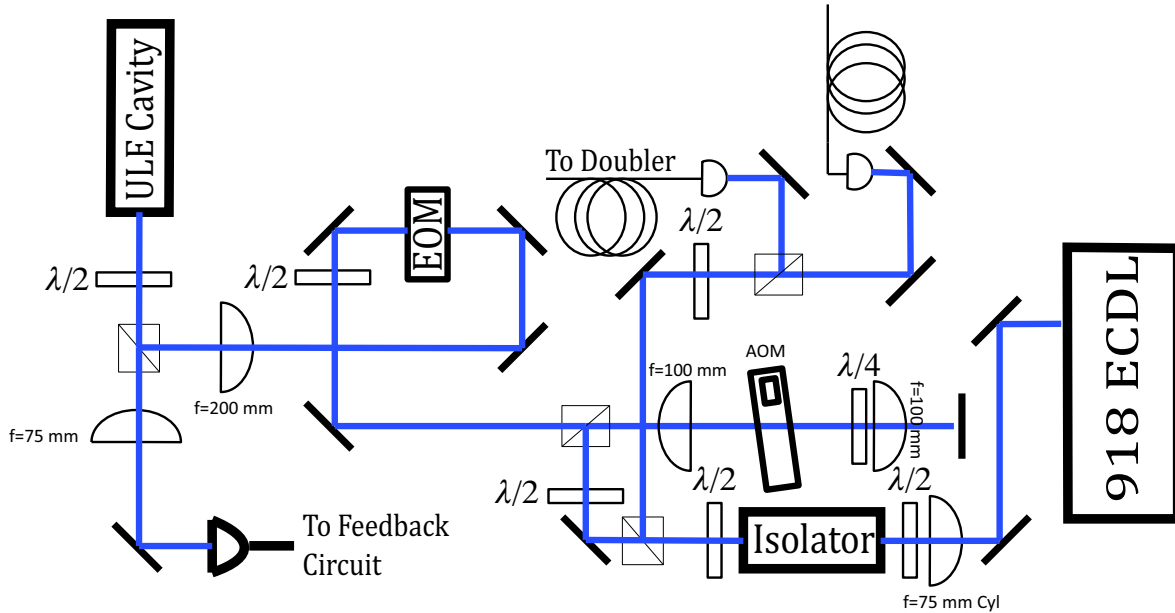 ULE Cavity
To Doubler
λ/2
EOM
λ/2
λ/2
918 ECDL
AOM
f=100 mm
λ/4
f=100 mm
f=200 mm
f=75 mm
λ/2
λ/2
λ/2
Isolator
To Feedback
Circuit
f=75 mm Cyl